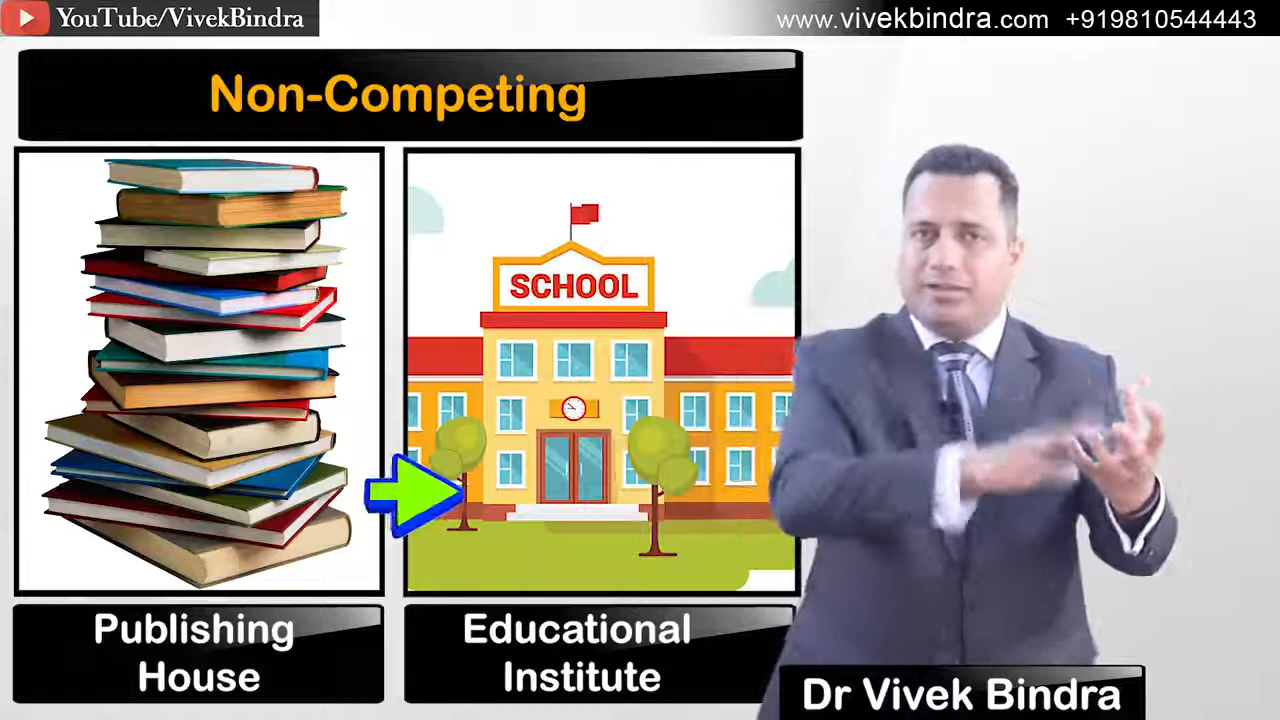 YouTube/VivekBindra
www.vivekbindra.com +919810544443
Non-Competing
SCHOOL
Publishing
House
Educational
Institute
Dr Vivek Bindra